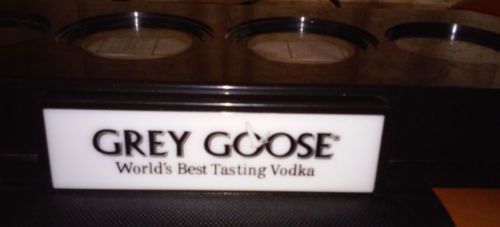 GREY GOOSE®
World's Best Tasting Vodka